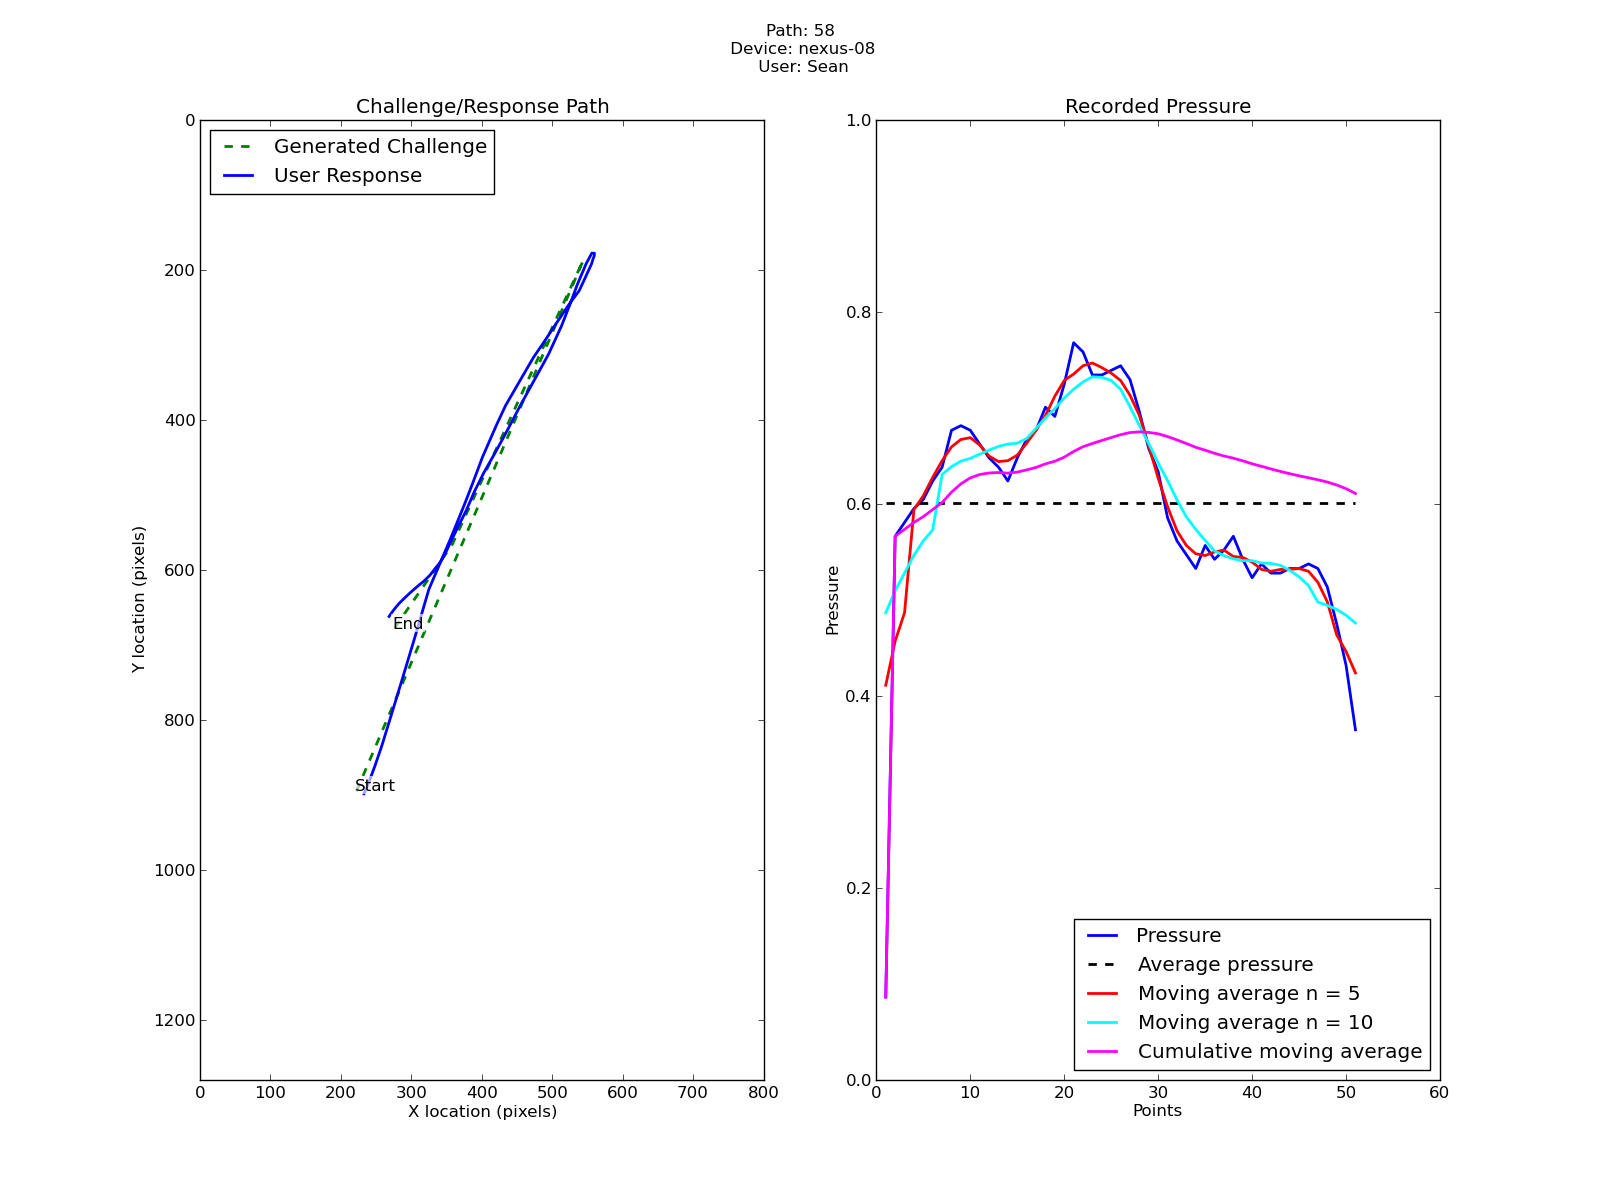 Path: 58
Device: nexus-08
User: Sean
Challenge/Response Path
Generated Challenge
User Response
0
200
400
600
800
1000
1200
Y location (pixels)
End
Start
0 100 200 300 400 500 600 700 800
X location (pixels)
Recorded Pressure
1.0
0.8
0.6
0.4
0.2
0.0
Pressure
Pressure
Average pressure
Moving average n = 5
Moving average n = 10
Cumulative moving average
0 10 20 30 40 50 60
Points